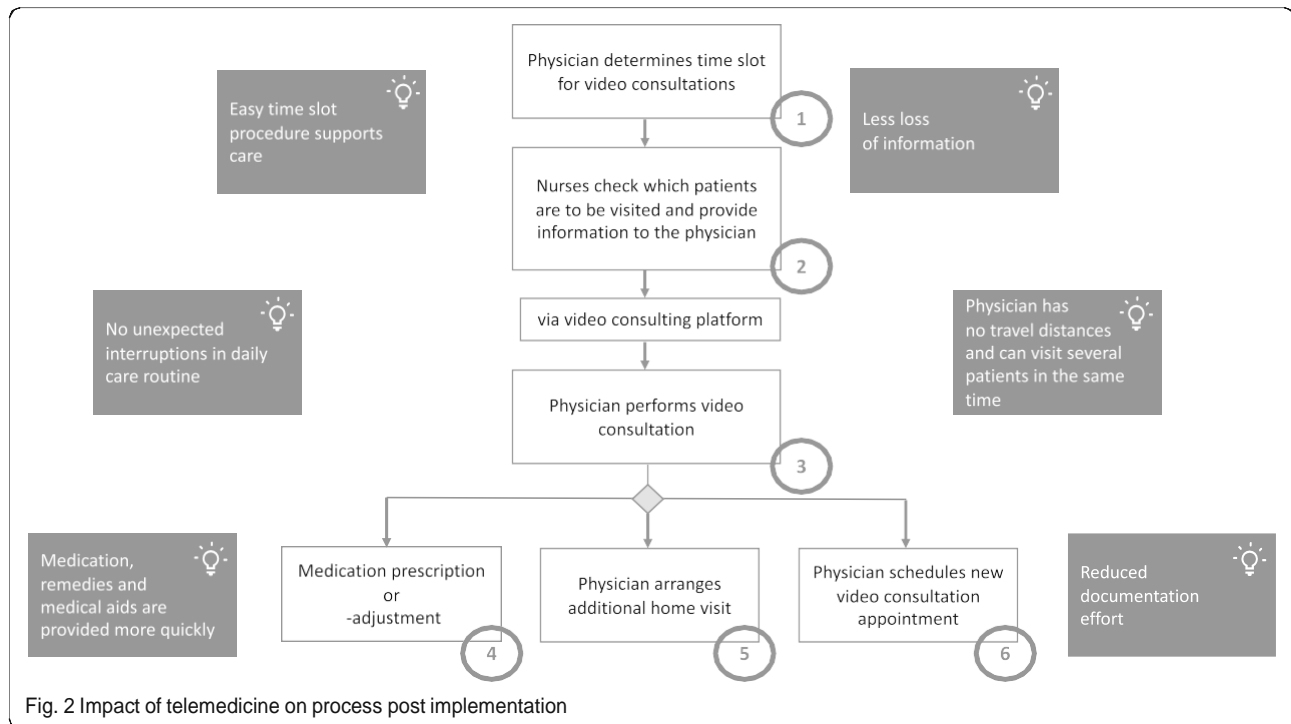 Physician determines time slot
for video consultations
1
Easy time slot
procedure supports
care
Less loss
of information
Nurses check which patients
are to be visited and provide
information to the physician
2
via video consulting platform
No unexpected
interruptions in daily
care routine
Physician has
no travel distances
and can visit several
patients in the same
time
Physician performs video
consultation
3
Medication,
remedies and
medical aids are
provided more quickly
Medication prescription
or
-adjustment
4
Physician arranges
additional home visit
5
Physician schedules new
video consultation
appointment
6
Reduced
documentation
effort
Fig. 2 Impact of telemedicine on process post implementation